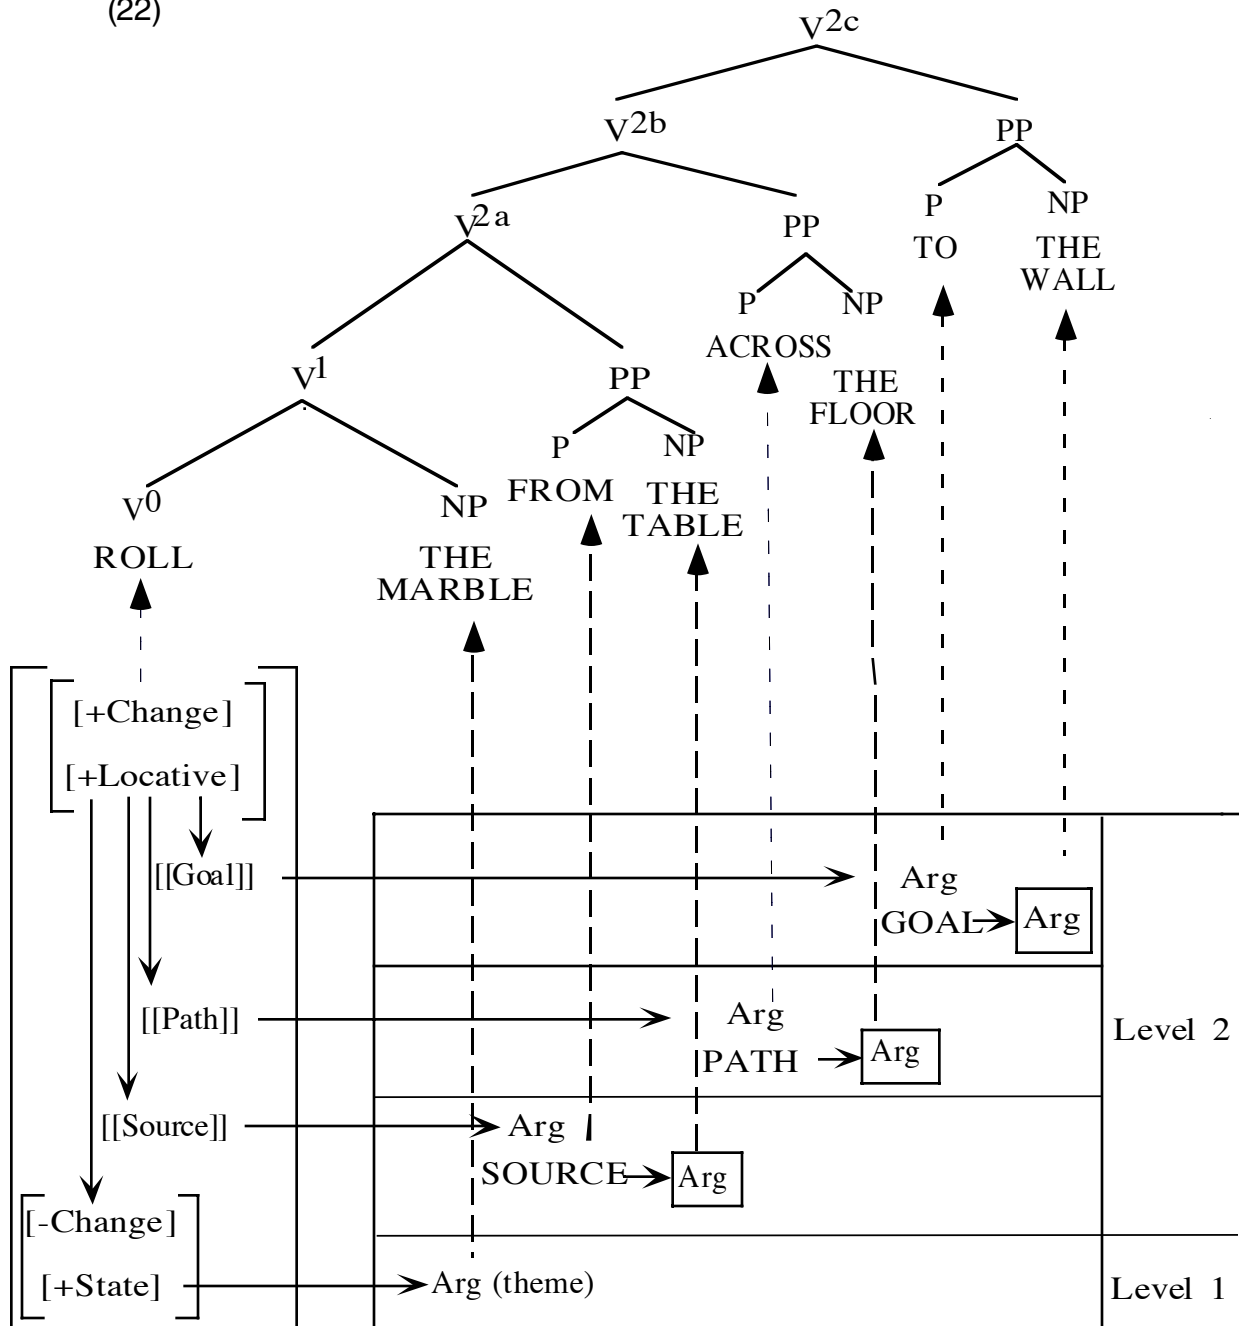 (22)
V2c
V2b PP
P NP
V2a PP
TO THE
WALL
P NP
ACROSS
V1 PP
THE
FLOOR
P NP
FROM THE
TABLE
V0 NP
ROLL THE
MARBLE
[+Change]
[+Locative]
[[Goal]] Arg
GOAL Arg
[[Path]] Arg
PATH Arg
Level 2
[[Source]] Arg
SOURCE Arg
[-Change]
[+State] Arg (theme) Level 1